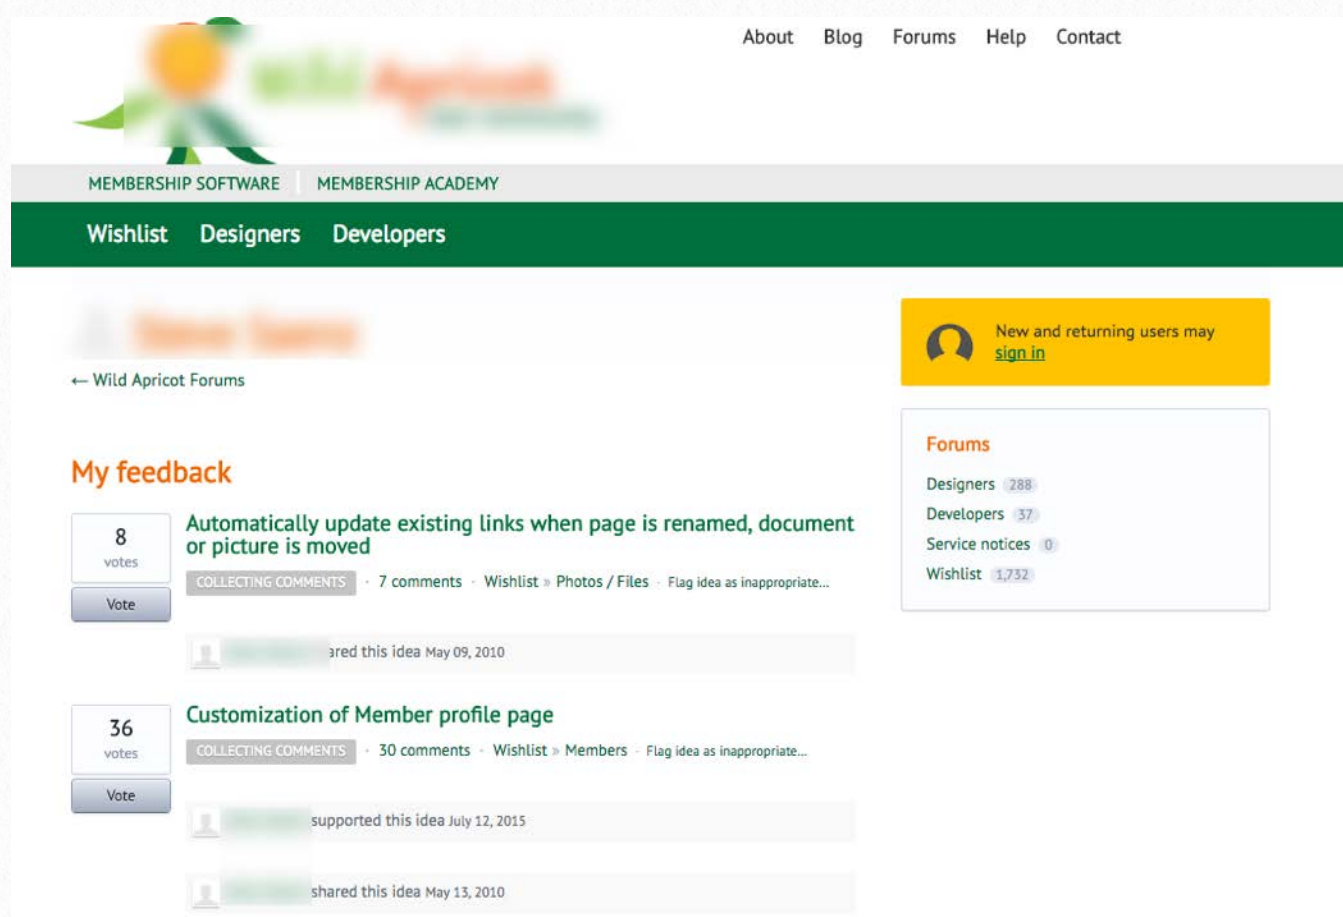 About Blog Forums Help Contact
MEMBERSHIP SOFTWARE MEMBERSHIP ACADEMY
Wishlist Designers Developers
← Wild Apricot Forums
My feedback
8
votes
Vote
Automatically update existing links when page is renamed, document
or picture is moved
COLLECTING COMMENTS · 7 comments · Wishlist » Photos / Files · Flag idea as inappropriate...
ared this idea May 09, 2010
36
votes
Vote
Customization of Member profile page
COLLECTING COMMENTS · 30 comments · Wishlist » Members · Flag idea as inappropriate...
supported this idea July 12, 2015
shared this idea May 13, 2010
New and returning users may
sign in
Forums
Designers 288
Developers 37
Service notices 0
Wishlist 1,732